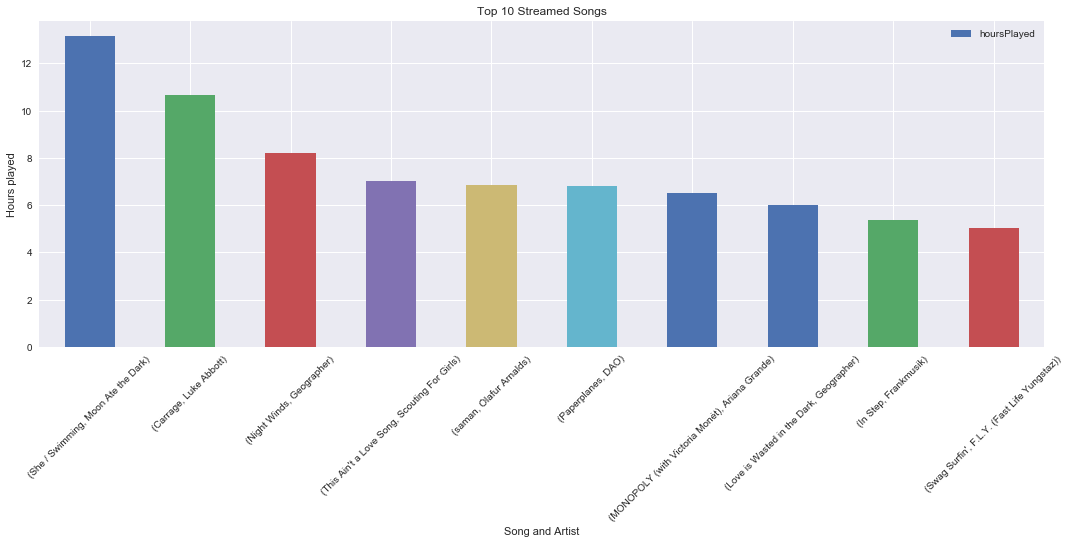 Top 10 Streamed Songs
hoursPlayed
Hours played
12
10
8
6
4
2
0
(She / Swimming, Moon Ate the Dark)
(Carrage, Luke Abbott)
(Night Winds, Geographer)
(This Ain't a Love Song, Scouting For Girls)
(saman, Ólafur Arnalds)
(Paperplanes, DAO)
(MONOPOLY (with Victoria Monét), Ariana Grande)
(Love is Wasted in the Dark, Geographer)
(In Step, Frankmusik)
(Swag Surfin', F.L.Y. (Fast Life Yungstaz))
Song and Artist